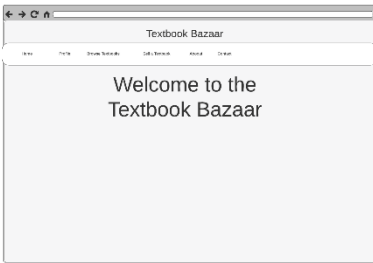 Textbook Bazaar
Home Profile Browse Textbooks Sell a Textbook About Contact
Welcome to the
Textbook Bazaar